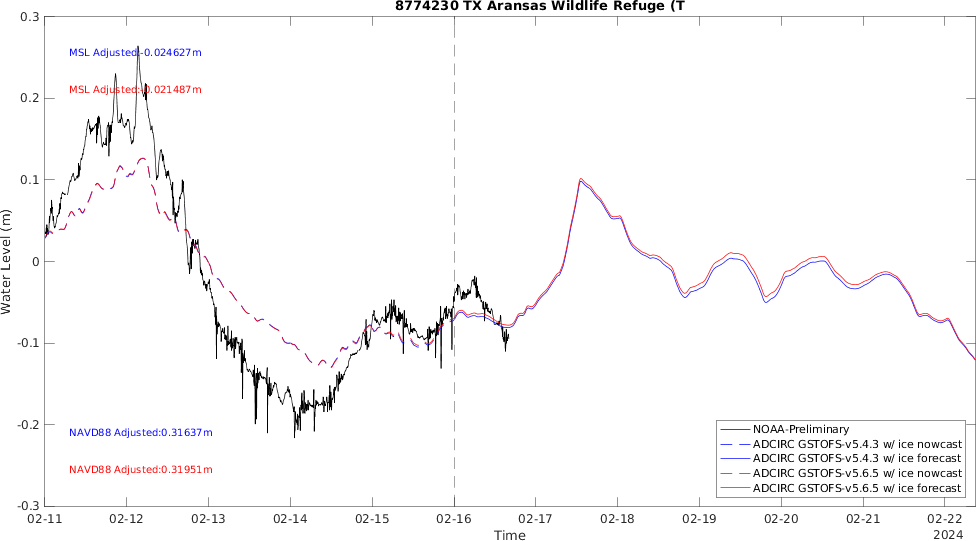 8774230 TX Aransas Wildlife Refuge (T
0.3
0.2
0.1
0
-0.1
-0.2
-0.3
Water Level (m)
MSL Adjusted:-0.024627m
MSL Adjusted:-0.021487m
NAVD88 Adjusted:0.31637m
NAVD88 Adjusted:0.31951m
NOAA-Preliminary
ADCIRC GSTOFS-v5.4.3 w/ ice nowcast
ADCIRC GSTOFS-v5.4.3 w/ ice forecast
ADCIRC GSTOFS-v5.6.5 w/ ice nowcast
ADCIRC GSTOFS-v5.6.5 w/ ice forecast
02-11 02-12 02-13 02-14 02-15 02-16 02-17 02-18 02-19 02-20 02-21 02-22
Time
2024